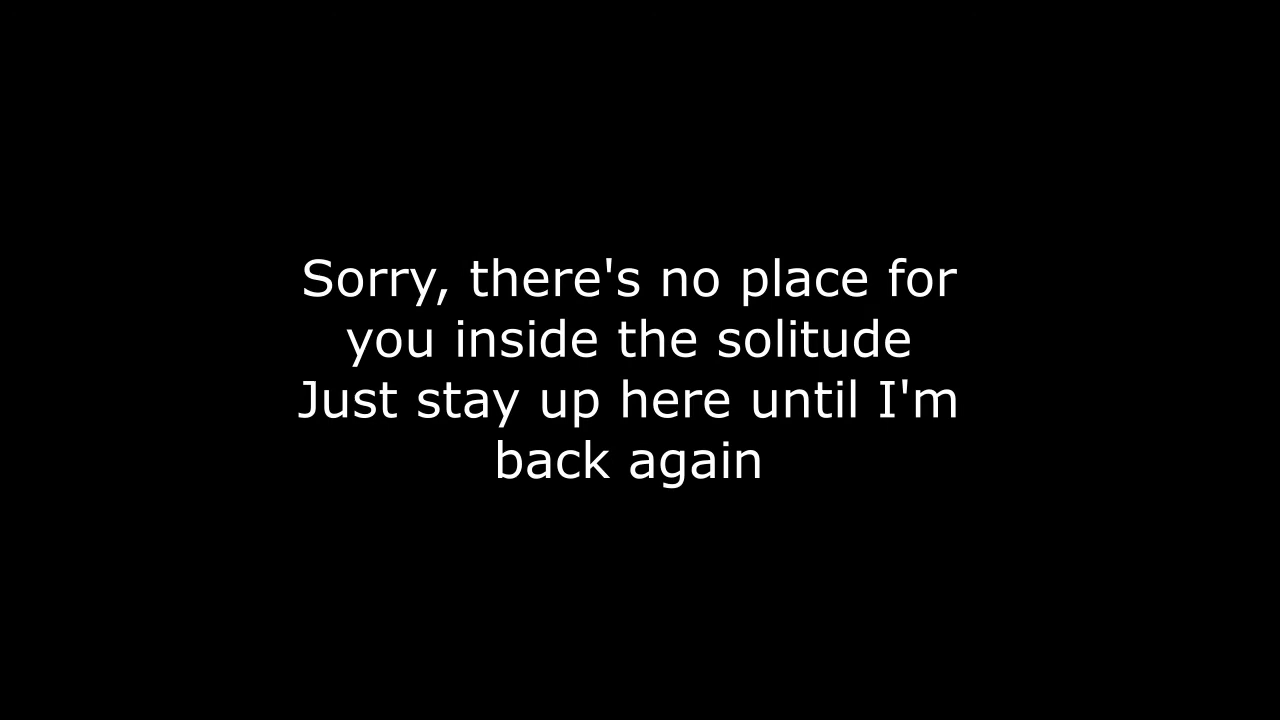 Sorry, there's no place for
you inside the solitude
Just stay up here until I'm
back again